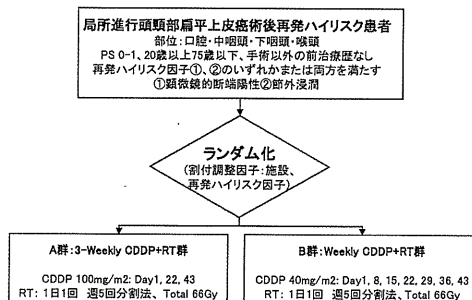 局所進行頭頸部扁平上皮癌術後再発ハイリスク患者
部位：口腔・中咽頭・下咽頭・喉頭
PS 0-1、20歳以上75歳以下、手術以外の前治療歴なし
再発ハイリスク因子①、②のいずれかまたは両方を満たす
①顕微鏡的断端陽性②節外浸潤
ランダム化
(割付調整因子：施設、
再発ハイリスク因子)
A群：3-Weekly CDDP+RT群
CDDP 100mg/m2: Day1, 22, 43
RT: 1日1回　週5回分割法、Total 66Gy
B群：Weekly CDDP+RT群
CDDP 40mg/m2: Day1, 8, 15, 22, 29, 36, 43
RT: 1日1回　週5回分割法、Total 66Gy